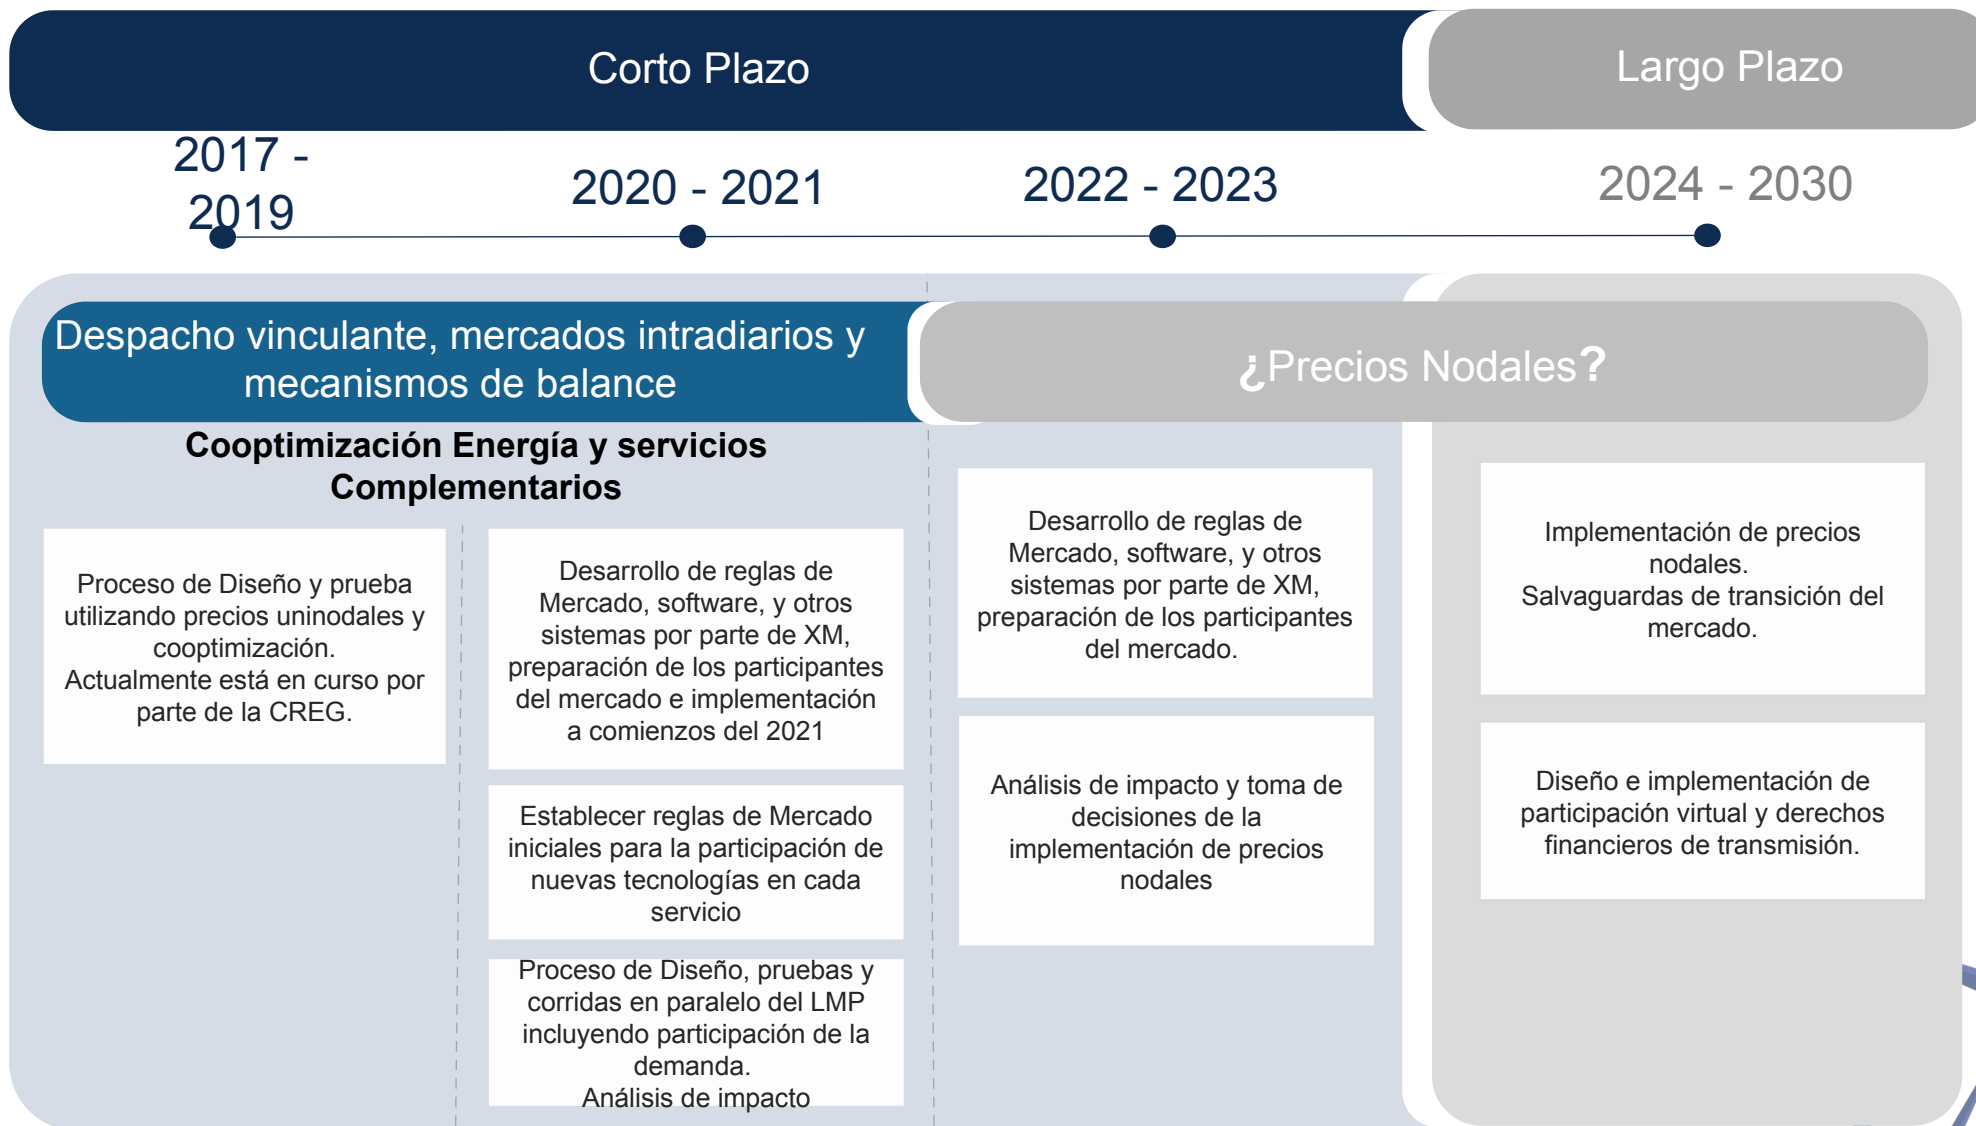 Corto Plazo
Largo Plazo
2017 -
2019
2020 - 2021
2022 - 2023
2024 - 2030
Despacho vinculante, mercados intradiarios y
mecanismos de balance
¿Precios Nodales?
Cooptimización Energía y servicios
Complementarios
Proceso de Diseño y prueba
utilizando precios uninodales y
cooptimización.
Actualmente está en curso por
parte de la CREG.
Desarrollo de reglas de
Mercado, software, y otros
sistemas por parte de XM,
preparación de los participantes
del mercado e implementación
a comienzos del 2021
Establecer reglas de Mercado
iniciales para la participación de
nuevas tecnologías en cada
servicio
Proceso de Diseño, pruebas y
corridas en paralelo del LMP
incluyendo participación de la
demanda.
Análisis de impacto
Desarrollo de reglas de
Mercado, software, y otros
sistemas por parte de XM,
preparación de los participantes
del mercado.
Análisis de impacto y toma de
decisiones de la
implementación de precios
nodales
Implementación de precios
nodales.
Salvaguardas de transición del
mercado.
Diseño e implementación de
participación virtual y derechos
financieros de transmisión.